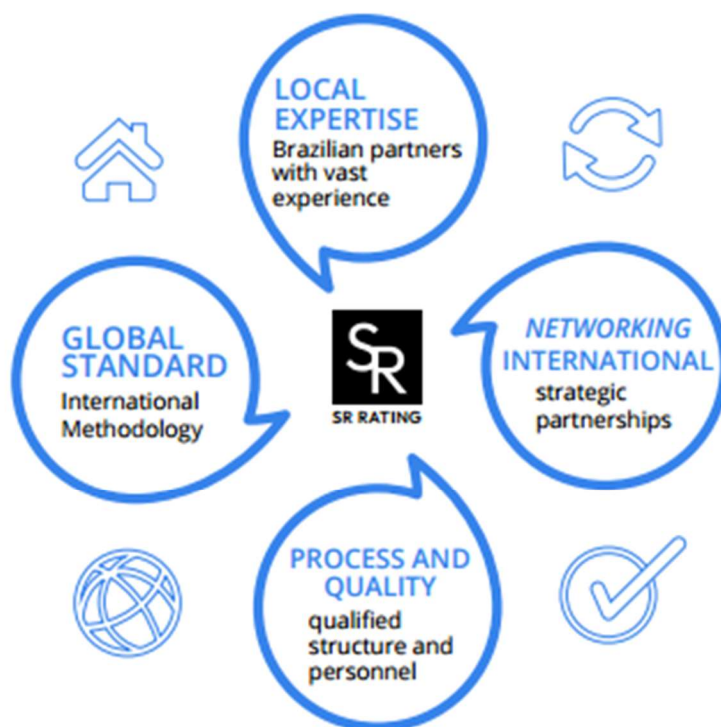 LOCAL
EXPERTISE
Brazilian partners
with vast
experience
GLOBAL
STANDARD
International
Methodology
SR
SR RATING
NETWORKING
INTERNATIONAL
strategic
partnerships
PROCESS AND
QUALITY
qualified
structure and
personnel